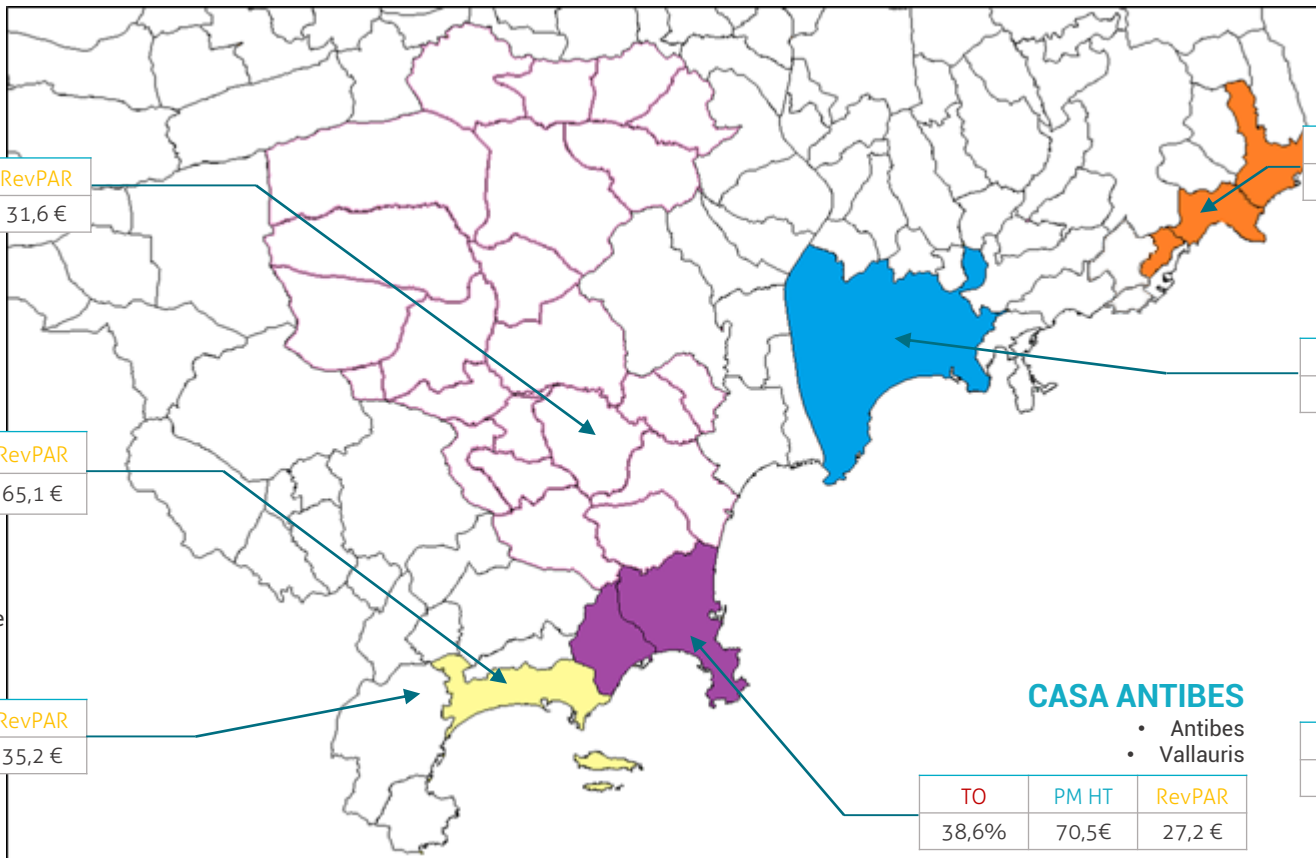 RevPAR
31,6 €
RevPAR
65,1 €
e
RevPAR
35,2 €
CASA ANTIBES
• Antibes
• Vallauris
TO PM HT RevPAR
38,6% 70,5€ 27,2 €